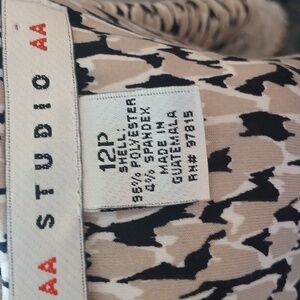 AA STUDIO AA
12P
SHELL:
96% POLYESTER
4% SPANDEX
MADE IN
GUATEMALA
RN# 97815